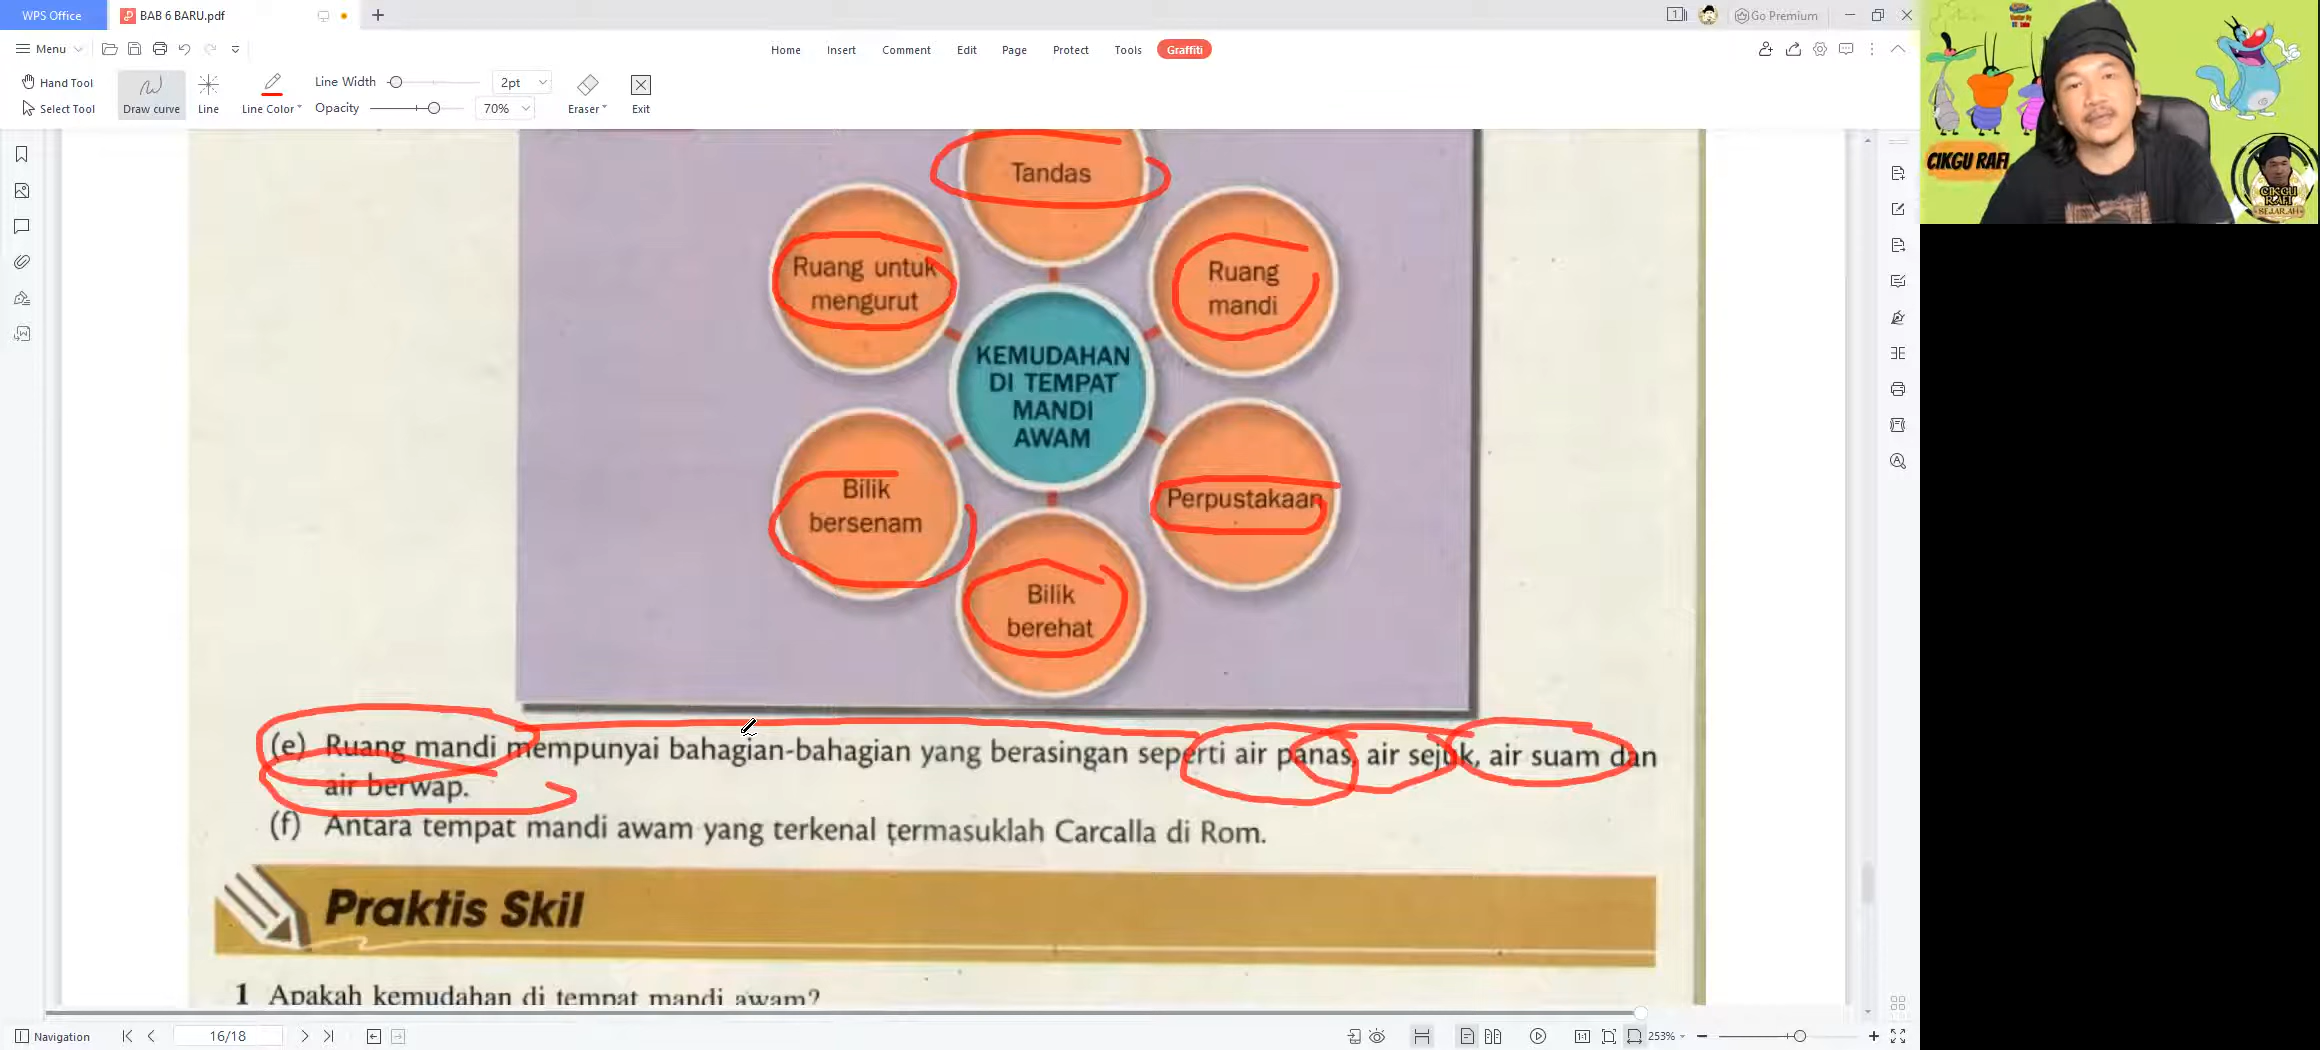 WPS Office
BAB 6 BARU.pdf
Go Premium
Menu
Home Insert Comment Edit Page Protect Tools Graffiti
Hand Tool
Select Tool
Draw curve
Line
Line Color
Line Width 2pt
Opacity 70%
Eraser
Exit
CIKGU RAFI
CIKGU
RAFI
SEJARAH
Tandas
Ruang untuk
mengurut
Ruang
mandi
KEMUDAHAN
DI TEMPAT
MANDI
AWAM
Bilik
bersenam
Perpustakaan
Bilik
berehat
(e) Ruang mandi mempunyai bahagian-bahagian yang berasingan seperti air panas, air sejuk, air suam dan
air berwap.
(f) Antara tempat mandi awam yang terkenal termasuklah Carcalla di Rom.
Praktis Skil
1 Apakah kemudahan di tempat mandi awam?
Navigation
16/18
253%